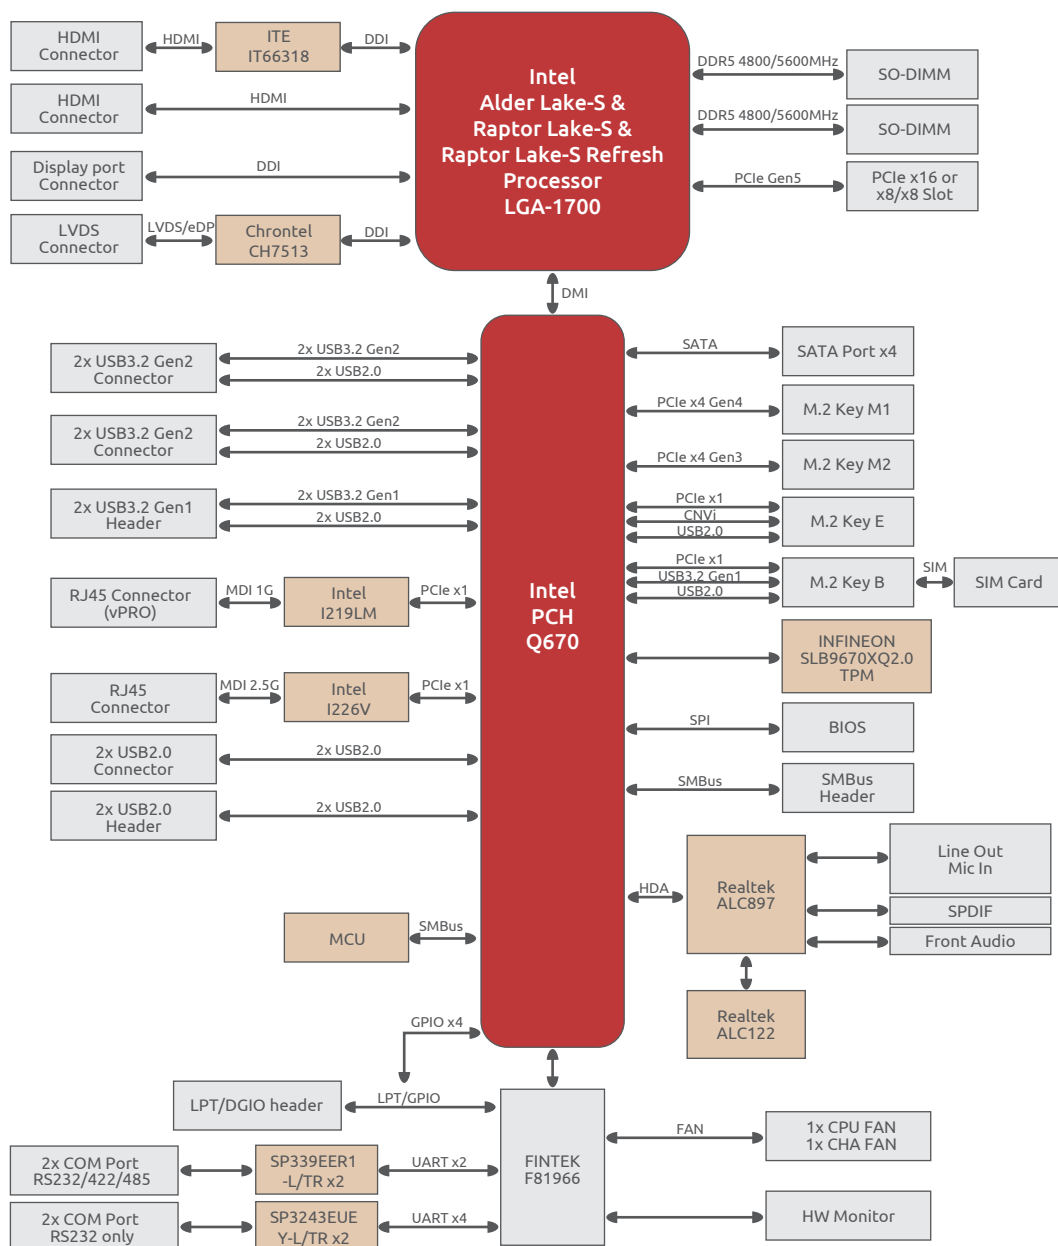 HDMI
Connector
HDMI
ITE
IT66318
DDI
HDMI
Connector
HDMI
Display port
Connector
DDI
LVDS
Connector
LVDS/eDP
Chrontel
CH7513
DDI
Intel
Alder Lake-S &
Raptor Lake-S &
Raptor Lake-S Refresh
Processor
LGA-1700
DDR5 4800/5600MHz
SO-DIMM
DDR5 4800/5600MHz
SO-DIMM
PCIe Gen5
PCIe x16 or
x8/x8 Slot
DMI
2x USB3.2 Gen2
Connector
2x USB3.2 Gen2
2x USB2.0
2x USB3.2 Gen2
Connector
2x USB3.2 Gen2
2x USB2.0
2x USB3.2 Gen1
Header
2x USB3.2 Gen1
2x USB2.0
RJ45 Connector
(vPRO)
MDI 1G
Intel
I219LM
PCIe x1
RJ45
Connector
MDI 2.5G
Intel
I226V
PCIe x1
2x USB2.0
Connector
2x USB2.0
2x USB2.0
Header
2x USB2.0
MCU
SMBus
Intel
PCH
Q670
SATA
SATA Port x4
PCIe x4 Gen4
M.2 Key M1
PCIe x4 Gen3
M.2 Key M2
PCIe x1
CNVi
USB2.0
M.2 Key E
PCIe x1
USB3.2 Gen1
USB2.0
M.2 Key B
SIM
SIM Card
INFINEON
SLB9670XQ2.0
TPM
SPI
BIOS
SMBus
SMBus
Header
HDA
Realtek
ALC897
Line Out
Mic In
SPDIF
Front Audio
Realtek
ALC122
GPIO x4
LPT/DGIO header
LPT/GPIO
2x COM Port
RS232/422/485
SP339EER1
-L/TR x2
UART x2
2x COM Port
RS232 only
SP3243EUE
Y-L/TR x2
UART x4
FINTEK
F81966
FAN
1x CPU FAN
1x CHA FAN
HW Monitor